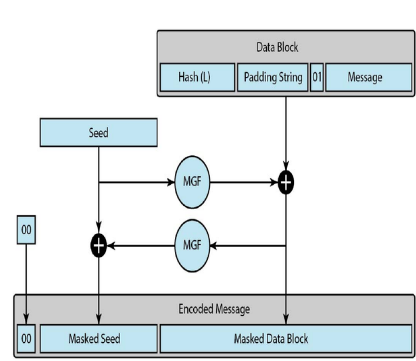 Data Block
Hash (L) Padding String 01 Message
Seed
MGF
+
00
+
MGF
Encoded Message
00 Masked Seed Masked Data Block